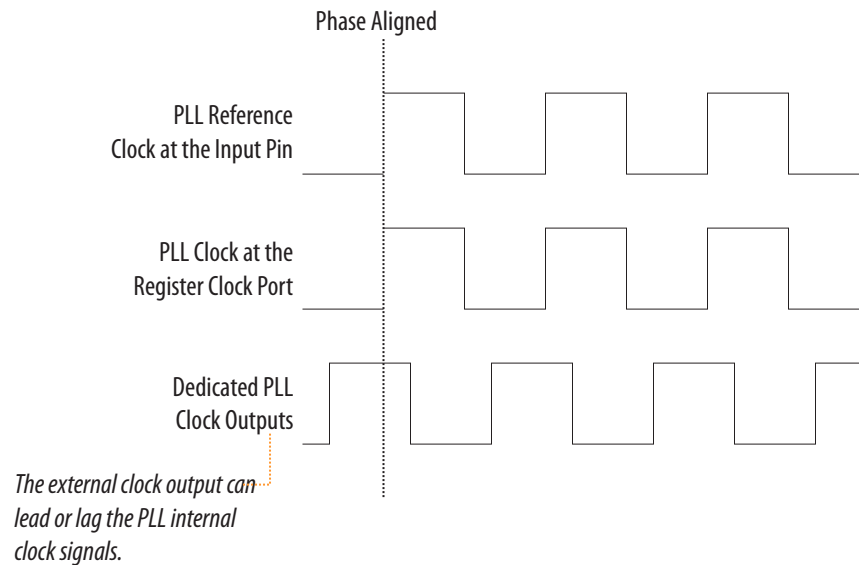 Phase Aligned
PLL Reference
Clock at the Input Pin
PLL Clock at the
Register Clock Port
Dedicated PLL
Clock Outputs
The external clock output can
lead or lag the PLL internal
clock signals.